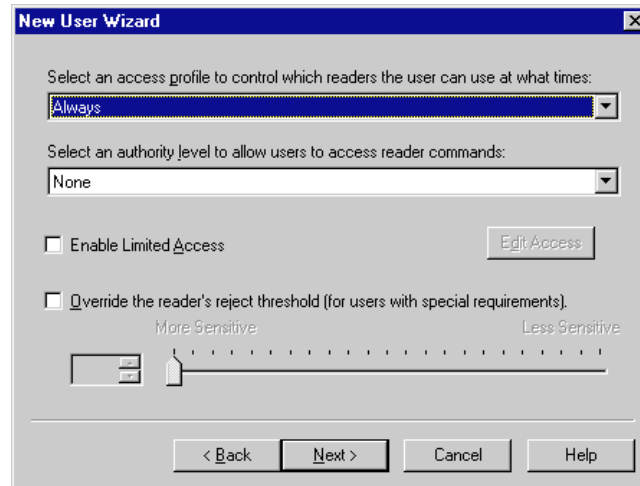 New User Wizard
Select an access profile to control which readers the user can use at what times:
Always
Select an authority level to allow users to access reader commands:
None
Enable Limited Access
Edit Access
Override the reader's reject threshold (for users with special requirements).
More Sensitive Less Sensitive
< Back Next > Cancel Help